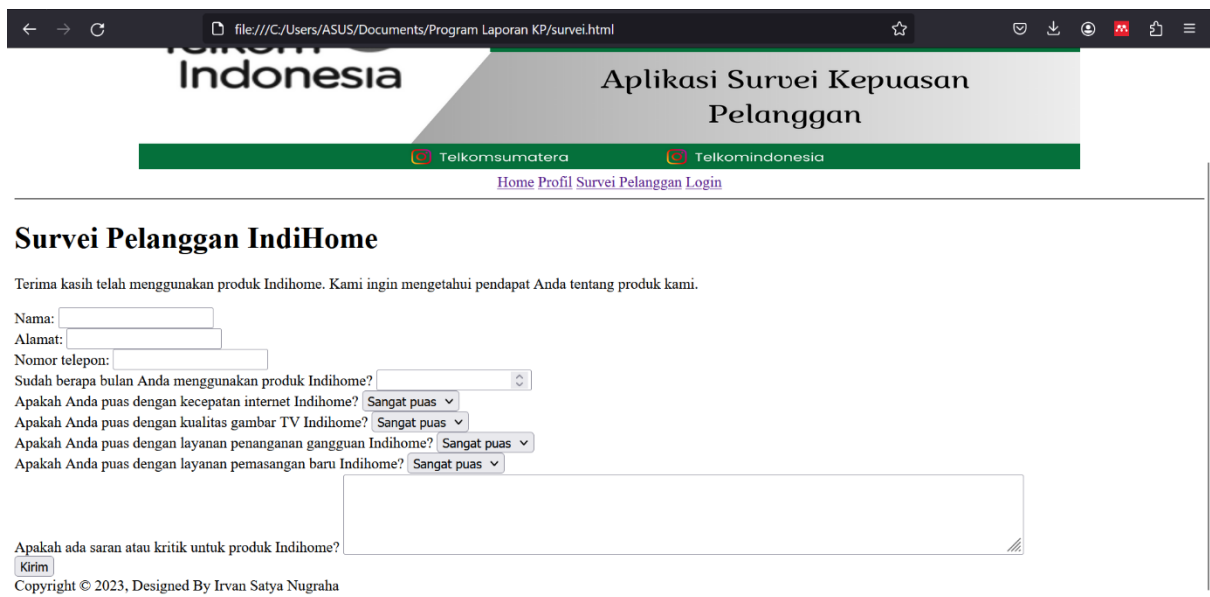 file:///C:/Users/ASUS/Documents/Program Laporan KP/survei.html
Telkom
Indonesia
Aplikasi Survei Kepuasan
Pelanggan
Telkomsumatera Telkomindonesia
Home Profil Survei Pelanggan Login
Survei Pelanggan IndiHome
Terima kasih telah menggunakan produk Indihome. Kami ingin mengetahui pendapat Anda tentang produk kami.
Nama:
Alamat:
Nomor telepon:
Sudah berapa bulan Anda menggunakan produk Indihome?
Apakah Anda puas dengan kecepatan internet Indihome? Sangat puas
Apakah Anda puas dengan kualitas gambar TV Indihome? Sangat puas
Apakah Anda puas dengan layanan penanganan gangguan Indihome? Sangat puas
Apakah Anda puas dengan layanan pemasangan baru Indihome? Sangat puas
Apakah ada saran atau kritik untuk produk Indihome?
Kirim
Copyright © 2023, Designed By Irvan Satya Nugraha